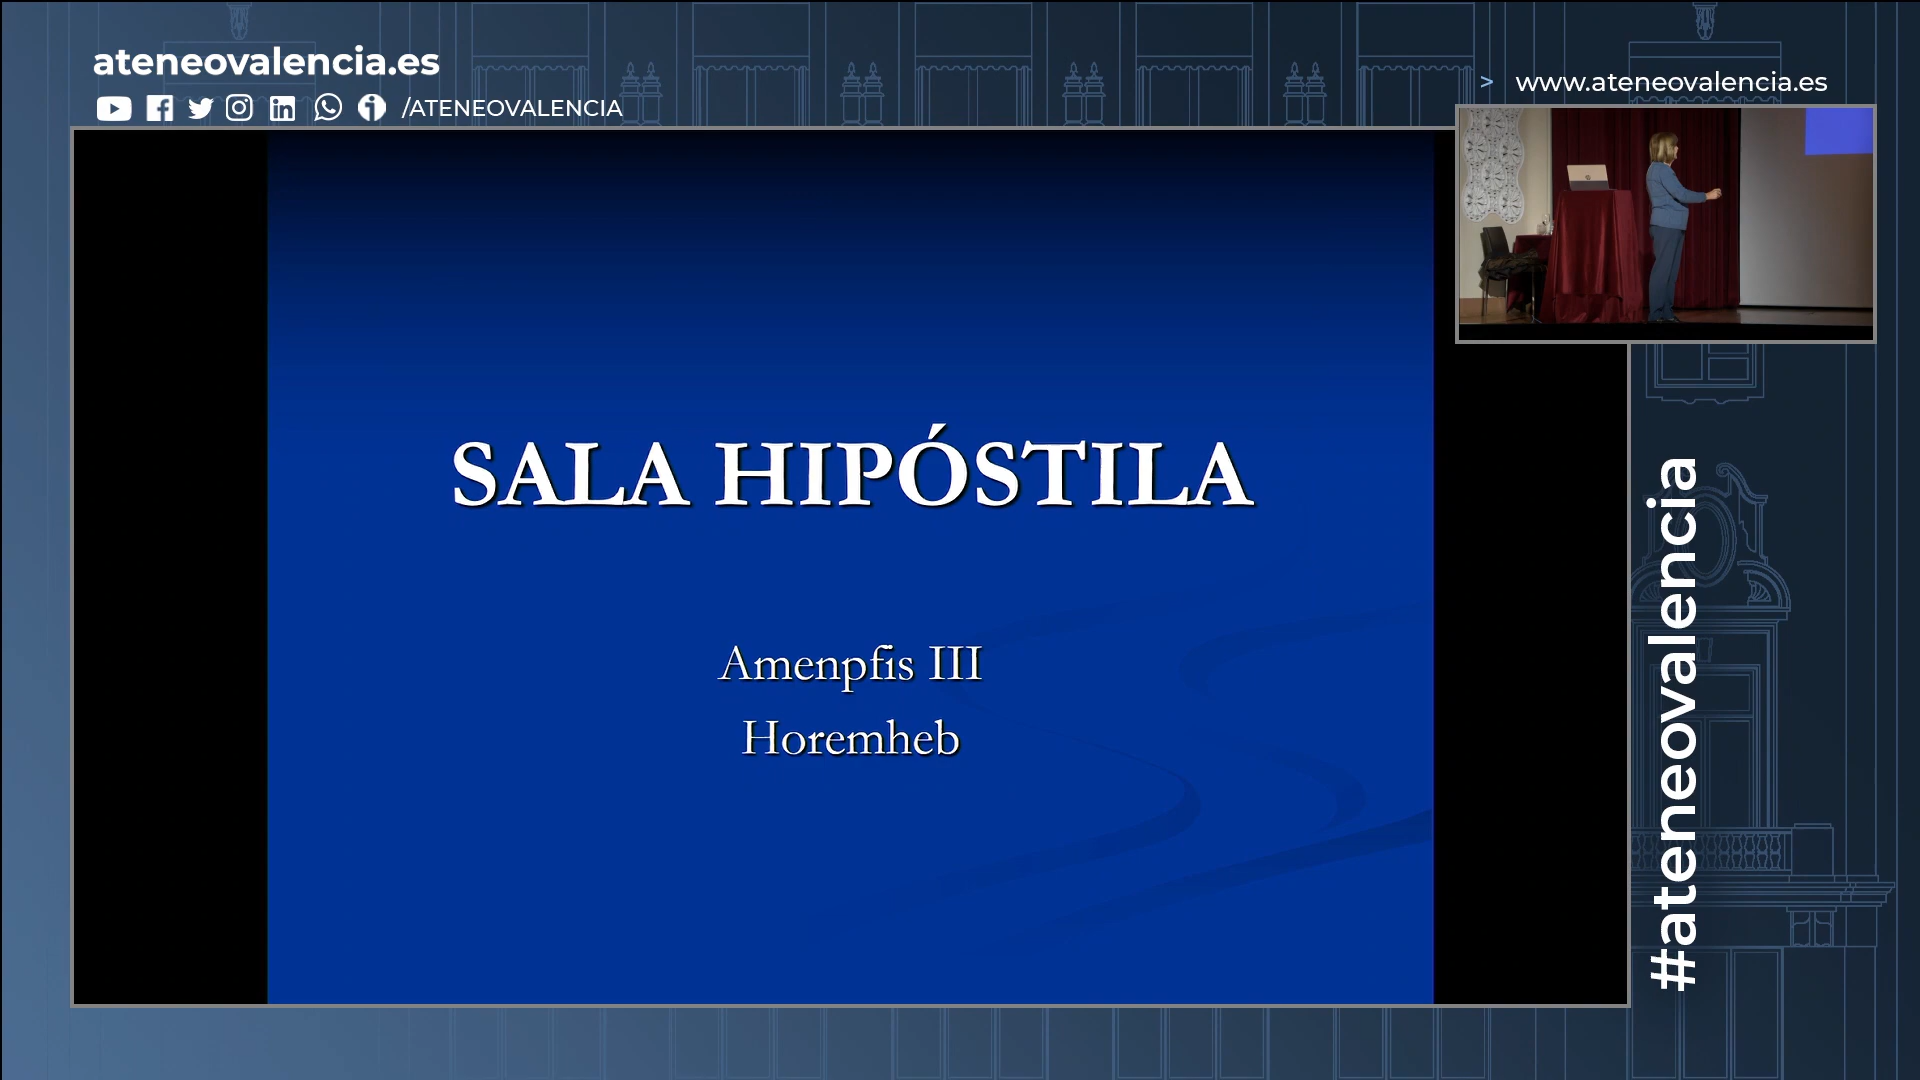 ateneovalencia.es
/ATENEOVALENCIA
> www.ateneovalencia.es
SALA HIPÓSTILA
Amenpfis III
Horemheb
#ateneovalencia